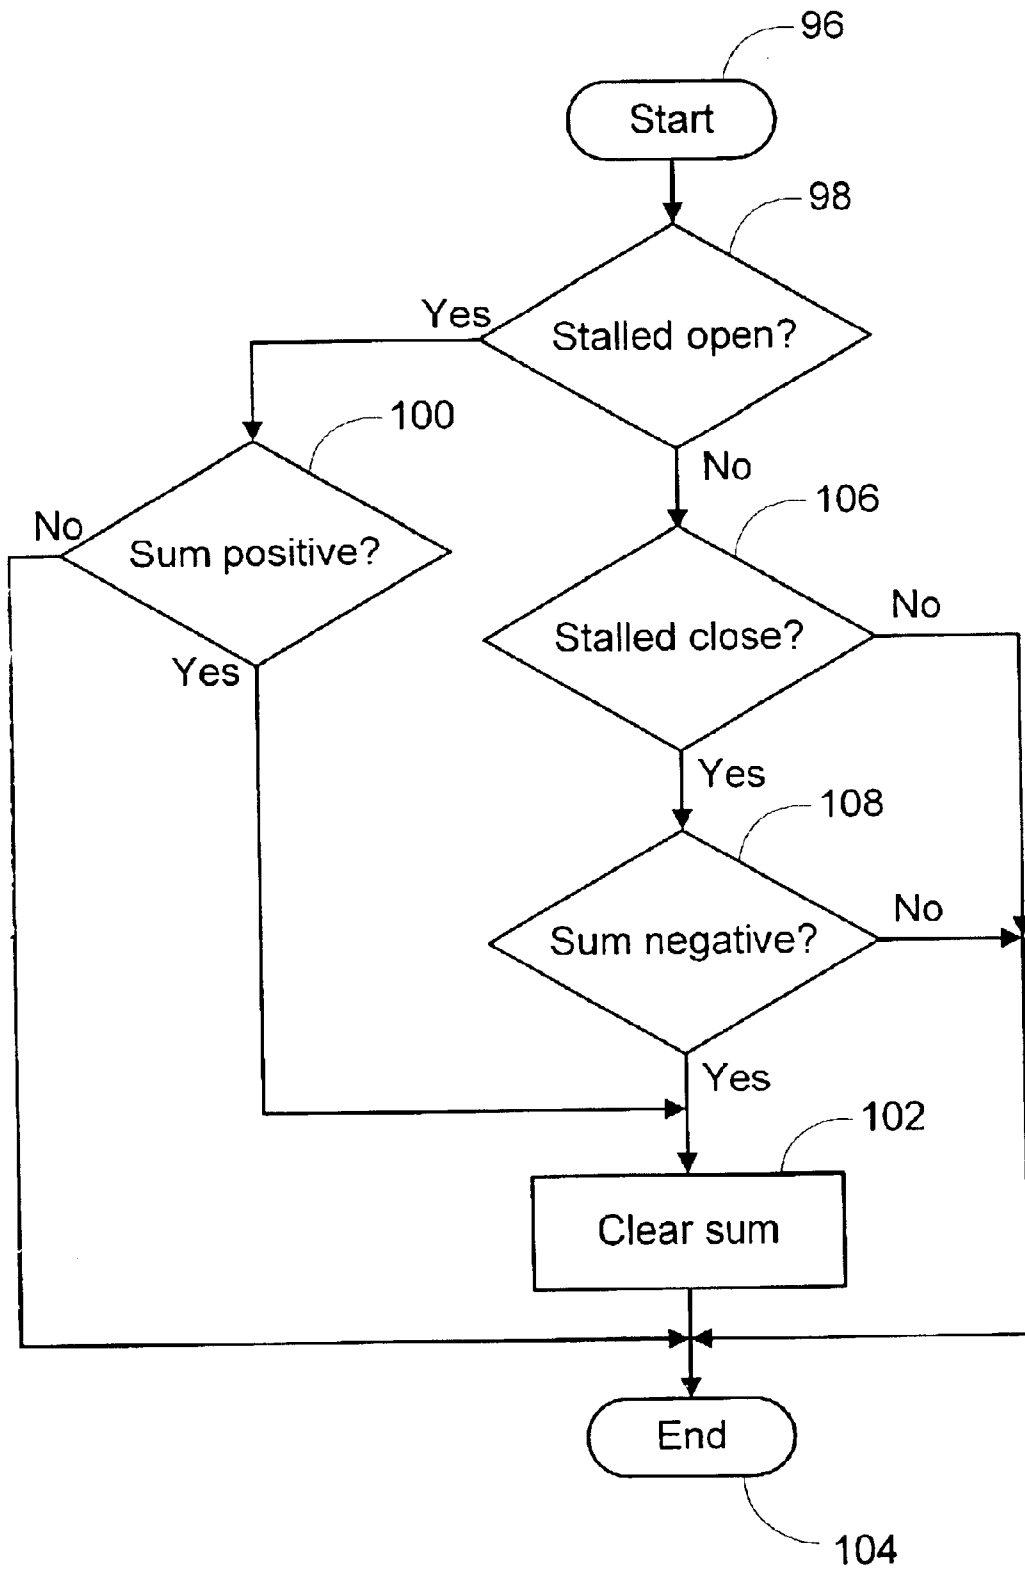 96
Start
98
Yes
Stalled open?
100
No
106
No
Sum positive?
No
Stalled close?
Yes
Yes
108
No
Sum negative?
Yes
102
Clear sum
End
104